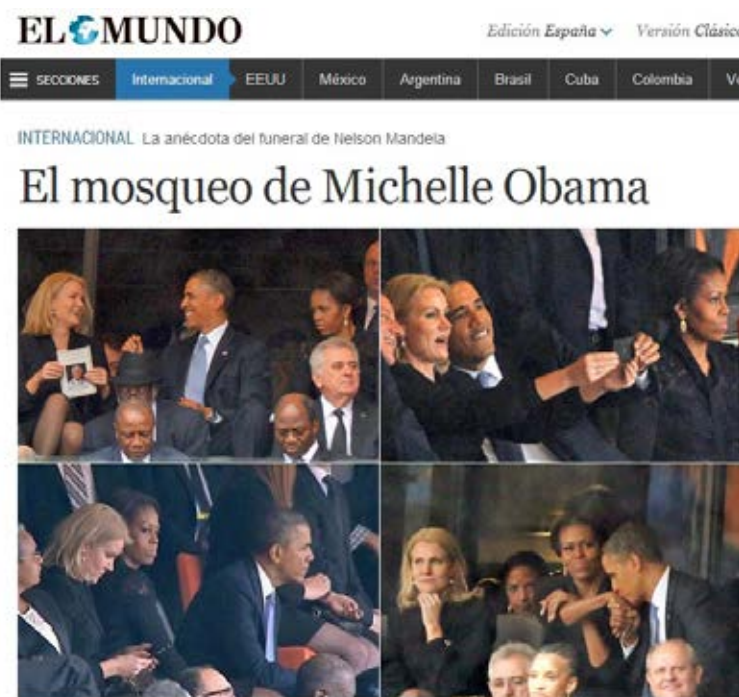 EL MUNDO
Edición España Versión Clásica
SECCIONES Internacional EEUU México Argentina Brasil Cuba Colombia
INTERNACIONAL La anécdota del funeral de Nelson Mandela
El mosqueo de Michelle Obama